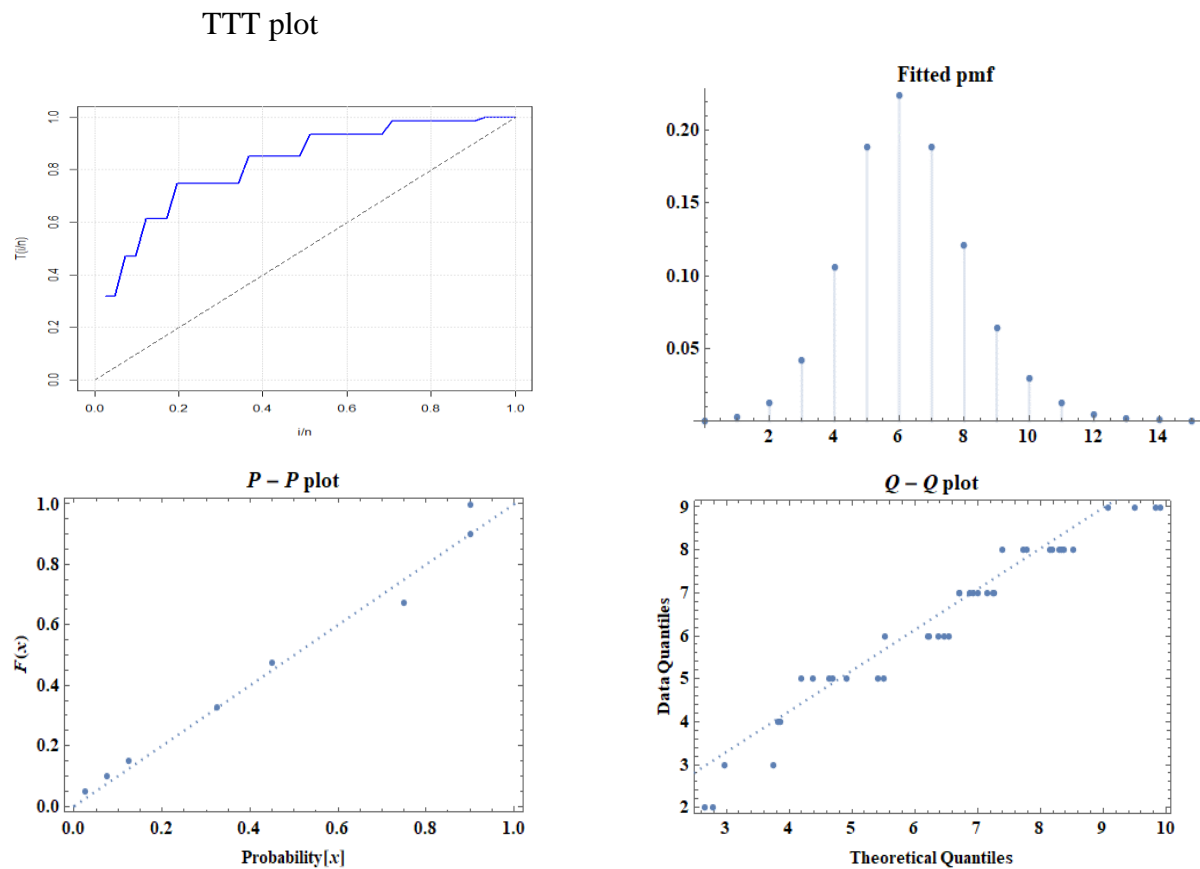 TTT plot
T(i/n)
1.0
0.8
0.6
0.4
0.2
0.0
0.0 0.2 0.4 0.6 0.8 1.0
i/n
Fitted pmf
0.20
0.15
0.10
0.05
2 4 6 8 10 12 14
P – P plot
F(x)
1.0
0.8
0.6
0.4
0.2
0.0
0.0 0.2 0.4 0.6 0.8 1.0
Probability[x]
Q – Q plot
Data Quantiles
9
8
7
6
5
4
3
2
3 4 5 6 7 8 9 10
Theoretical Quantiles